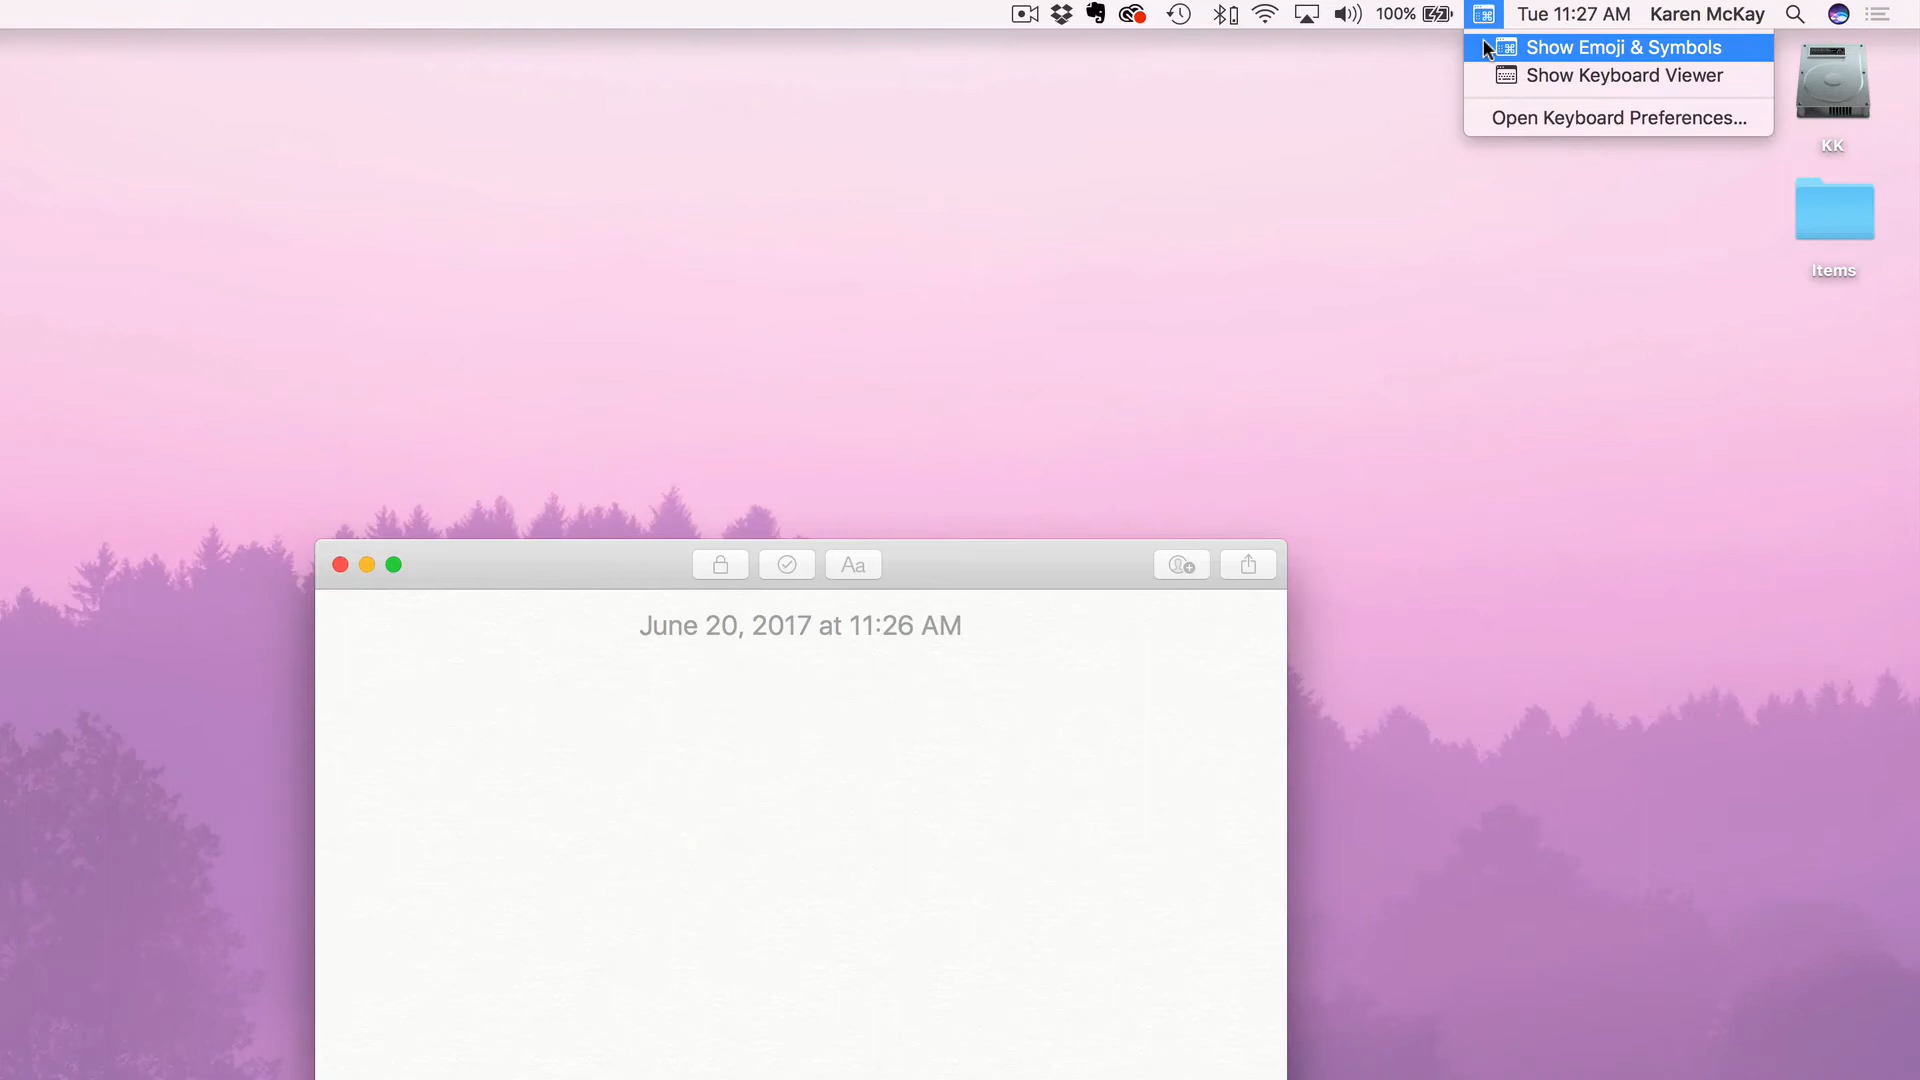 100%
Tue 11:27 AM
Karen McKay
Show Emoji & Symbols
Show Keyboard Viewer
Open Keyboard Preferences...
KK
Items
Aa
June 20, 2017 at 11:26 AM